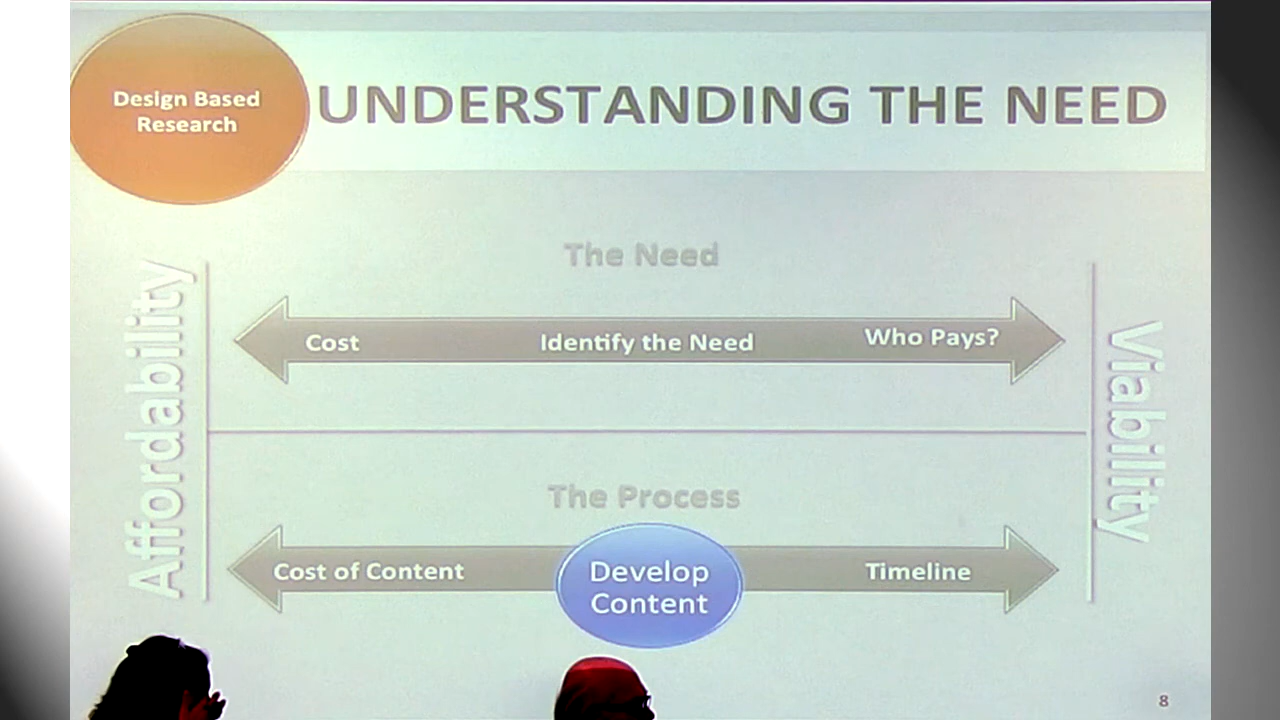 Design Based
Research
UNDERSTANDING THE NEED
The Need
Affordability
Cost
Identify the Need
Who Pays?
Viability
The Process
Cost of Content
Develop
Content
Timeline
8